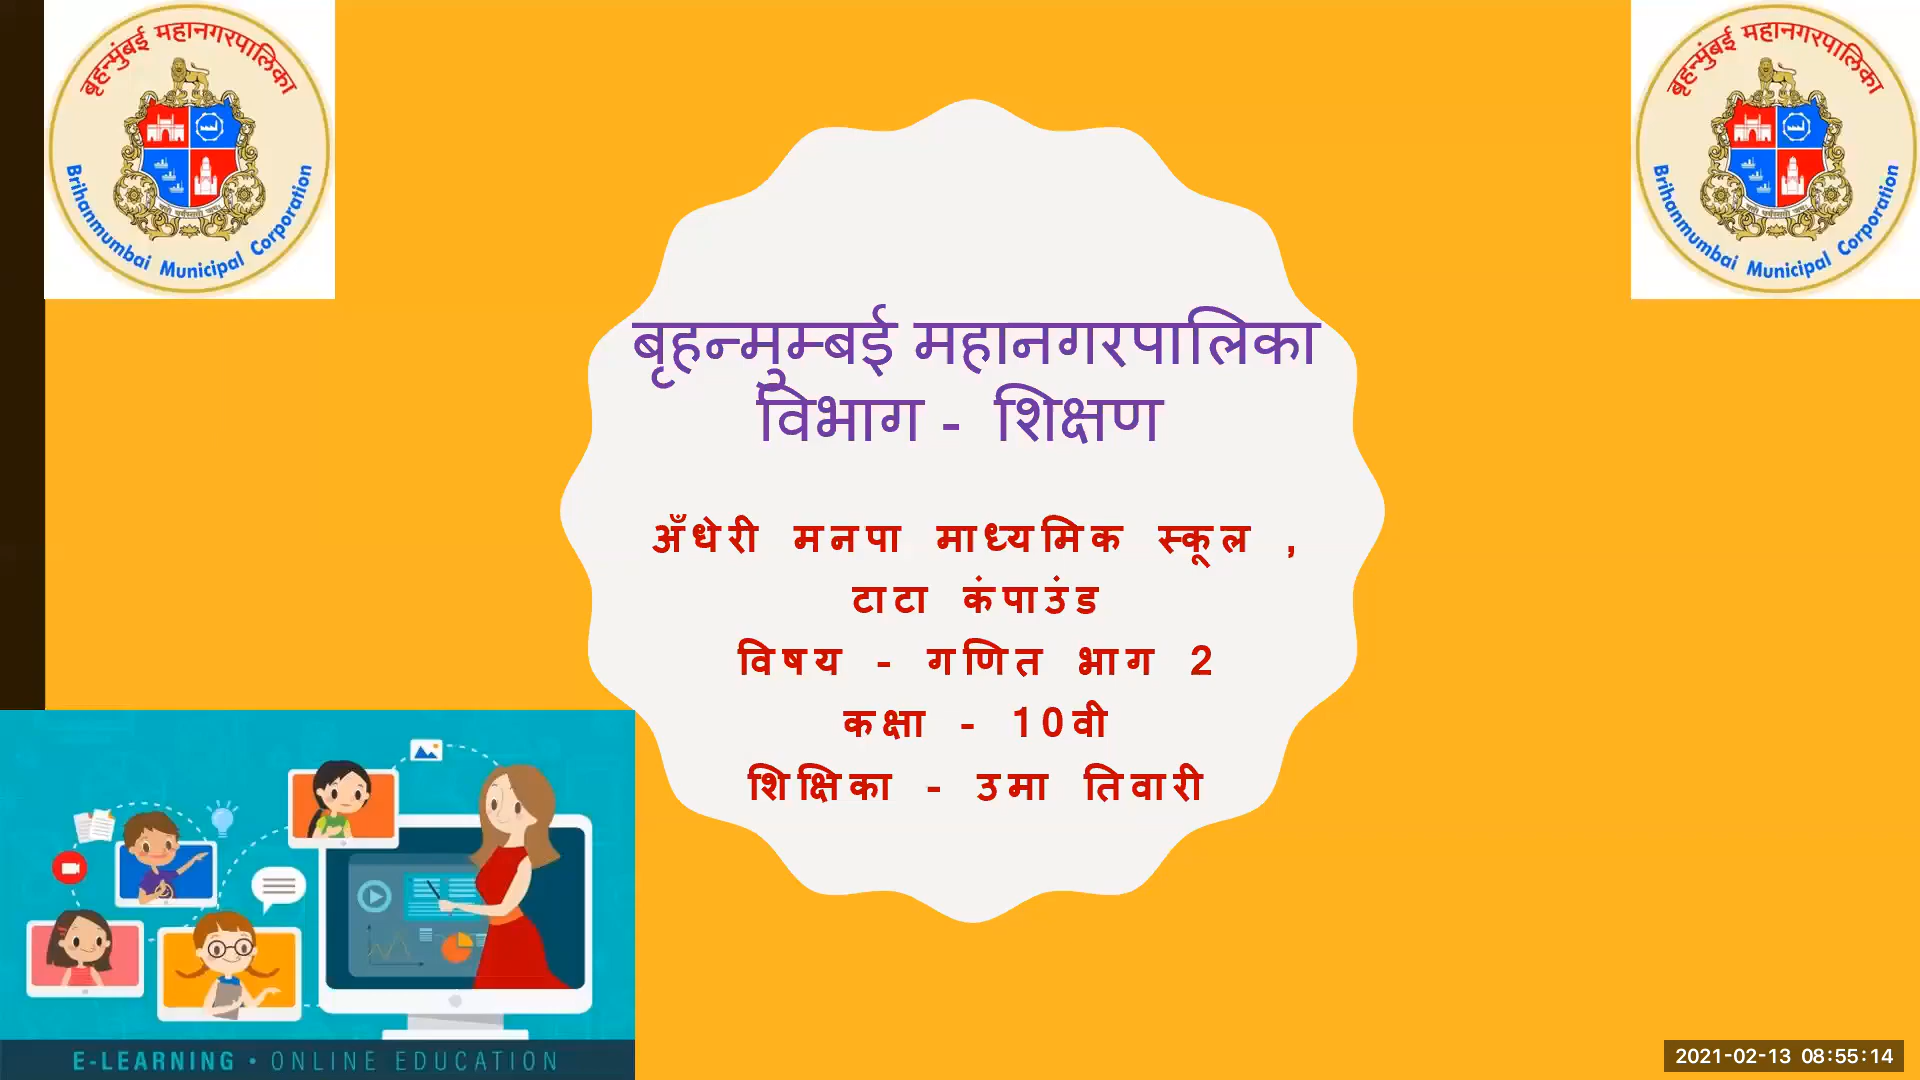 बृहन्मुंबई महानगरपालिका
Brihanmumbai Municipal Corporation
बृहन्मुंबई महानगरपालिका
Brihanmumbai Municipal Corporation
बृहन्मुम्बई महानगरपालिका
विभाग - शिक्षण
अँधेरी मनपा माध्यमिक स्कूल ,
टाटा कंपाउंड
विषय - गणित भाग 2
कक्षा - 10वी
शिक्षिका - उमा तिवारी
E-LEARNING • ONLINE EDUCATION
2021-02-13 08:55:14